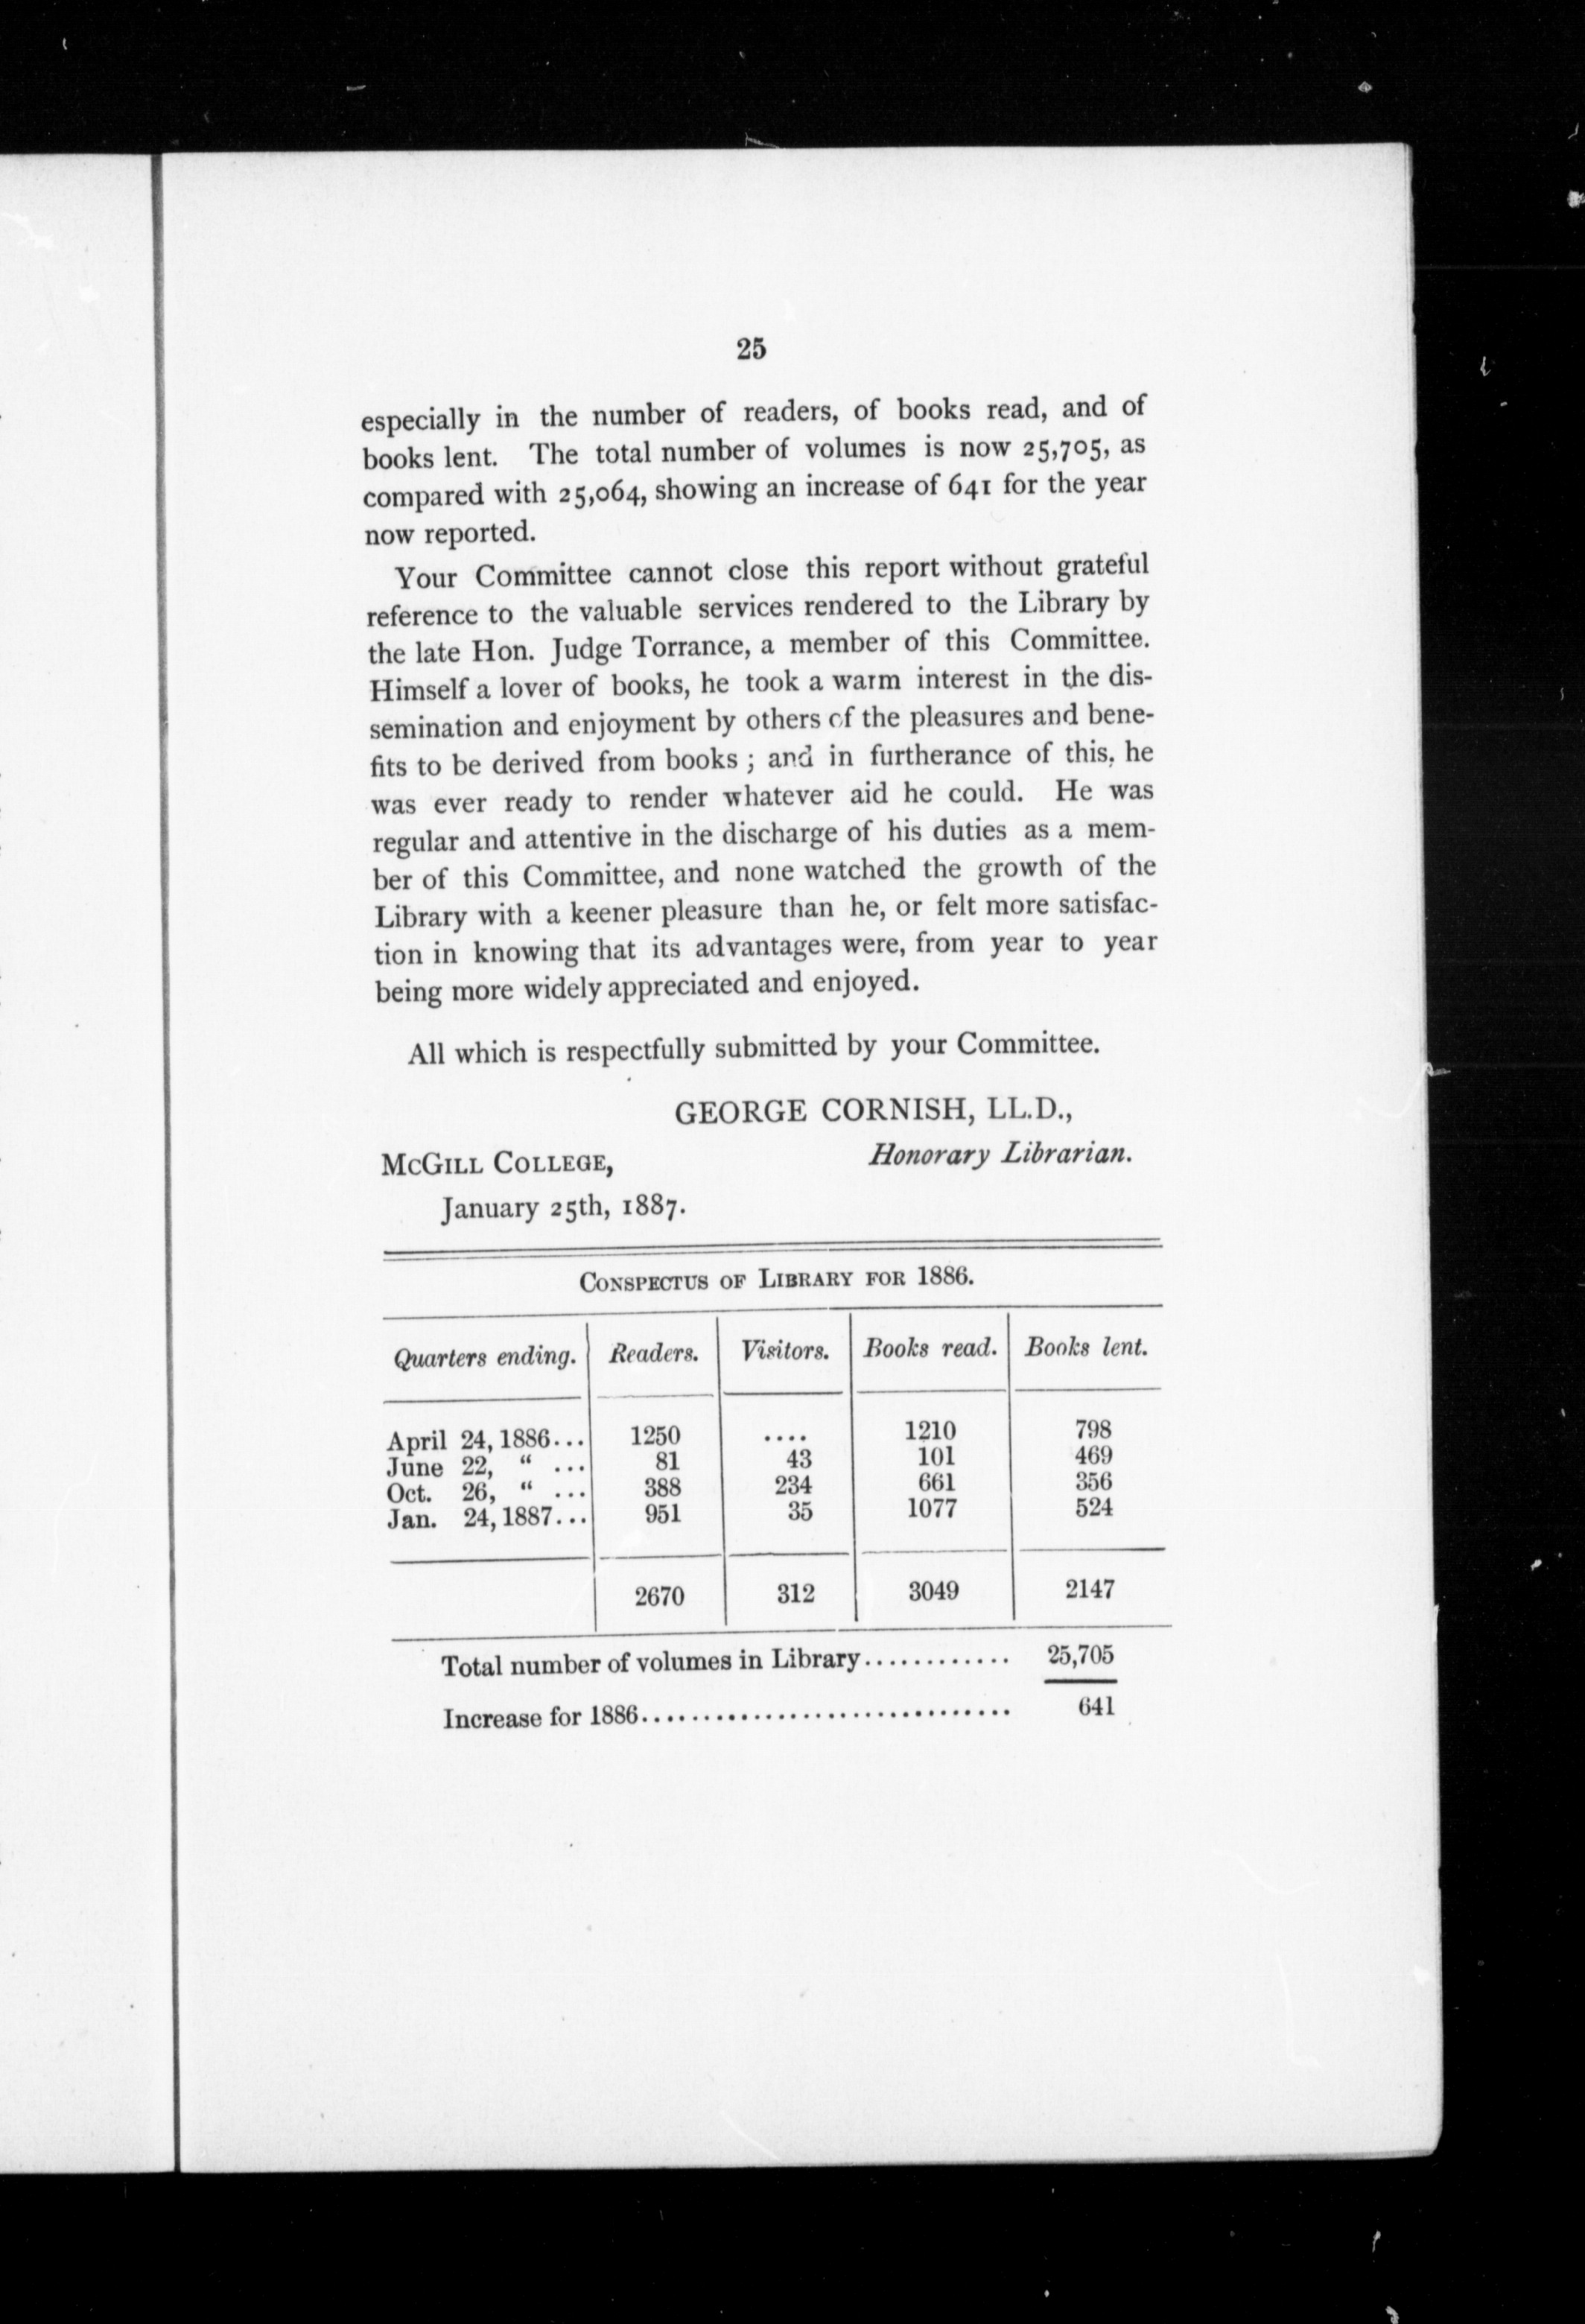 25
especially in the number of readers, of books read, and of
books lent. The total number of volumes is now 25,705, as
compared with 25,064, showing an increase of 641 for the year
now reported.
Your Committee cannot close this report without grateful
reference to the valuable services rendered to the Library by
the late Hon. Judge Torrance, a member of this Committee.
Himself a lover of books, he took a warm interest in the dis-
semination and enjoyment by others of the pleasures and bene-
fits to be derived from books ; and in furtherance of this, he
was ever ready to render whatever aid he could. He was
regular and attentive in the discharge of his duties as a mem-
ber of this Committee, and none watched the growth of the
Library with a keener pleasure than he, or felt more satisfac-
tion in knowing that its advantages were, from year to year
being more widely appreciated and enjoyed.
All which is respectfully submitted by your Committee.
GEORGE CORNISH, LL.D.,
Honorary Librarian.
McGill College,
January 25th, 1887.
Conspectus of Library for 1886.
Quarters ending. Readers. Visitors. Books read. Books lent.
April 24, 1886... 1250 .... 1210 798
June 22, “ ... 81 43 101 469
Oct. 26, “ ... 388 234 661 356
Jan. 24, 1887... 951 35 1077 524
2670 312 3049 2147
Total number of volumes in Library............ 25,705
Increase for 1886.............................. 641